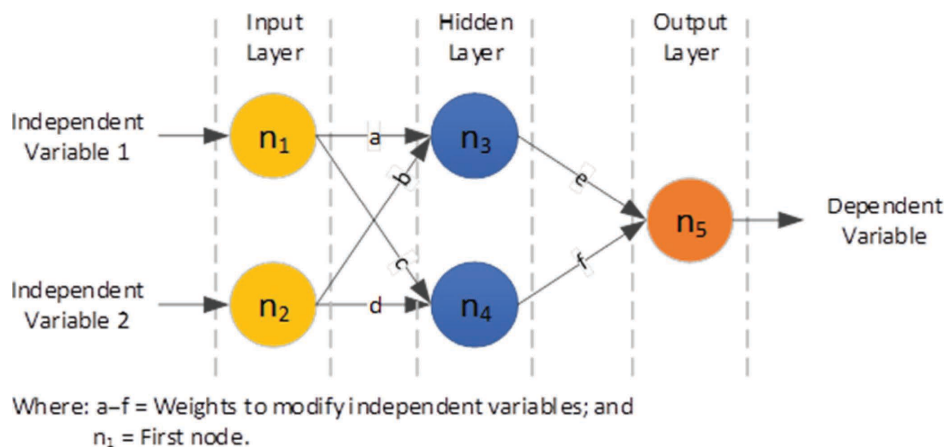 Input
Layer
Hidden
Layer
Output
Layer
Independent
Variable 1
n₁
a
n₃
b
e
n₅
Dependent
Variable
c
f
Independent
Variable 2
n₂
d
n₄
Where: a–f = Weights to modify independent variables; and
n₁ = First node.